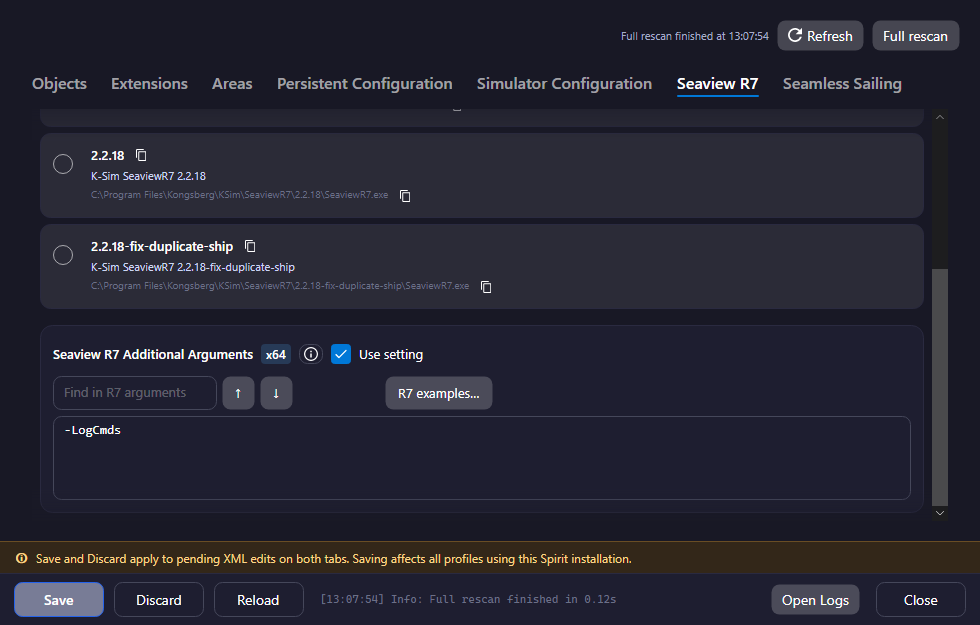 Full rescan finished at 13:07:54 Refresh Full rescan
Objects Extensions Areas Persistent Configuration Simulator Configuration Seaview R7 Seamless Sailing
2.2.18
K-Sim SeaviewR7 2.2.18
C:\Program Files\Kongsberg\KSim\SeaviewR7\2.2.18\SeaviewR7.exe
2.2.18-fix-duplicate-ship
K-Sim SeaviewR7 2.2.18-fix-duplicate-ship
C:\Program Files\Kongsberg\KSim\SeaviewR7\2.2.18-fix-duplicate-ship\SeaviewR7.exe
Seaview R7 Additional Arguments x64 Use setting
Find in R7 arguments ↑ ↓ R7 examples...
-LogCmds
Save and Discard apply to pending XML edits on both tabs. Saving affects all profiles using this Spirit installation.
Save Discard Reload [13:07:54] Info: Full rescan finished in 0.12s Open Logs Close